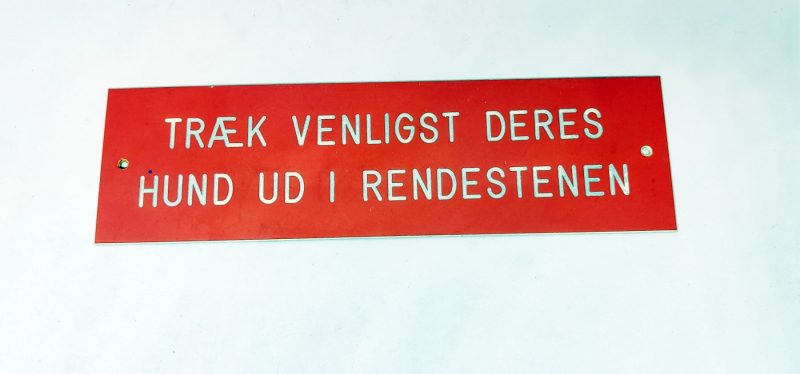 TRÆK VENLIGST DERES
HUND UD I RENDESTENEN